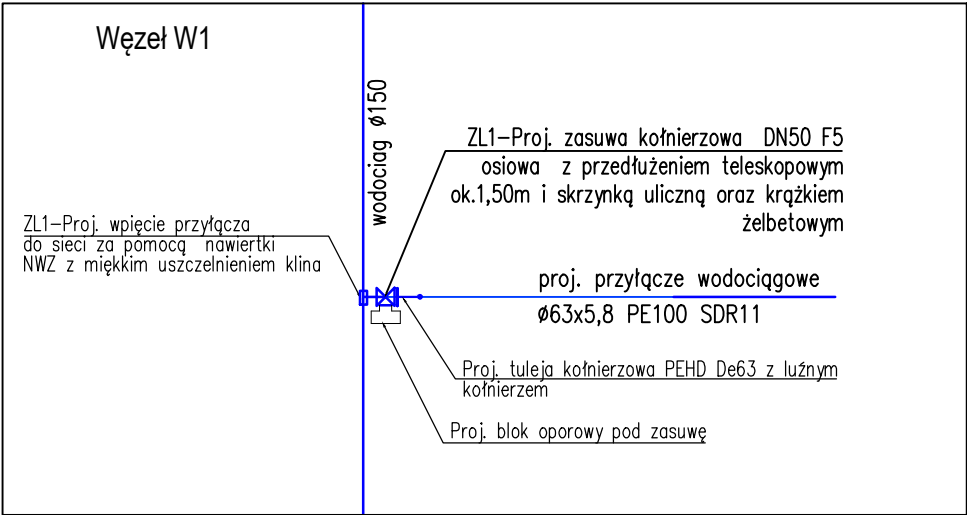 Węzeł W1
wodociąg ø150
ZL1-Proj. zasuwa kołnierzowa DN50 F5
osiowa z przedłużeniem teleskopowym
ok.1,50m i skrzynką uliczną oraz krążkiem
żelbetowym
ZL1-Proj. wpięcie przyłącza
do sieci za pomocą nawiertki
NWZ z miękkim uszczelnieniem klina
proj. przyłącze wodociągowe
ø63x5,8 PE100 SDR11
Proj. tuleja kołnierzowa PEHD De63 z luźnym
kołnierzem
Proj. blok oporowy pod zasuwę